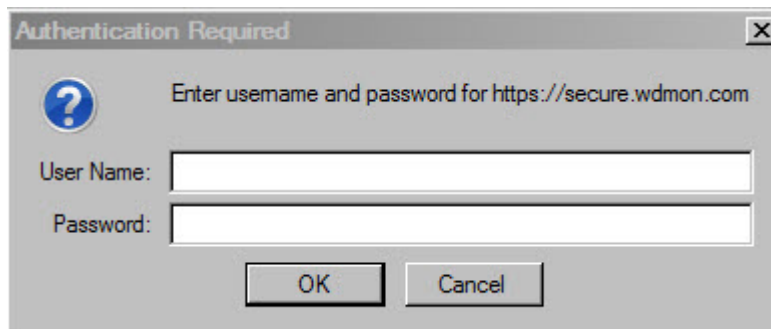 Authentication Required
Enter username and password for https://secure.wdmon.com
User Name:
Password:
OK
Cancel